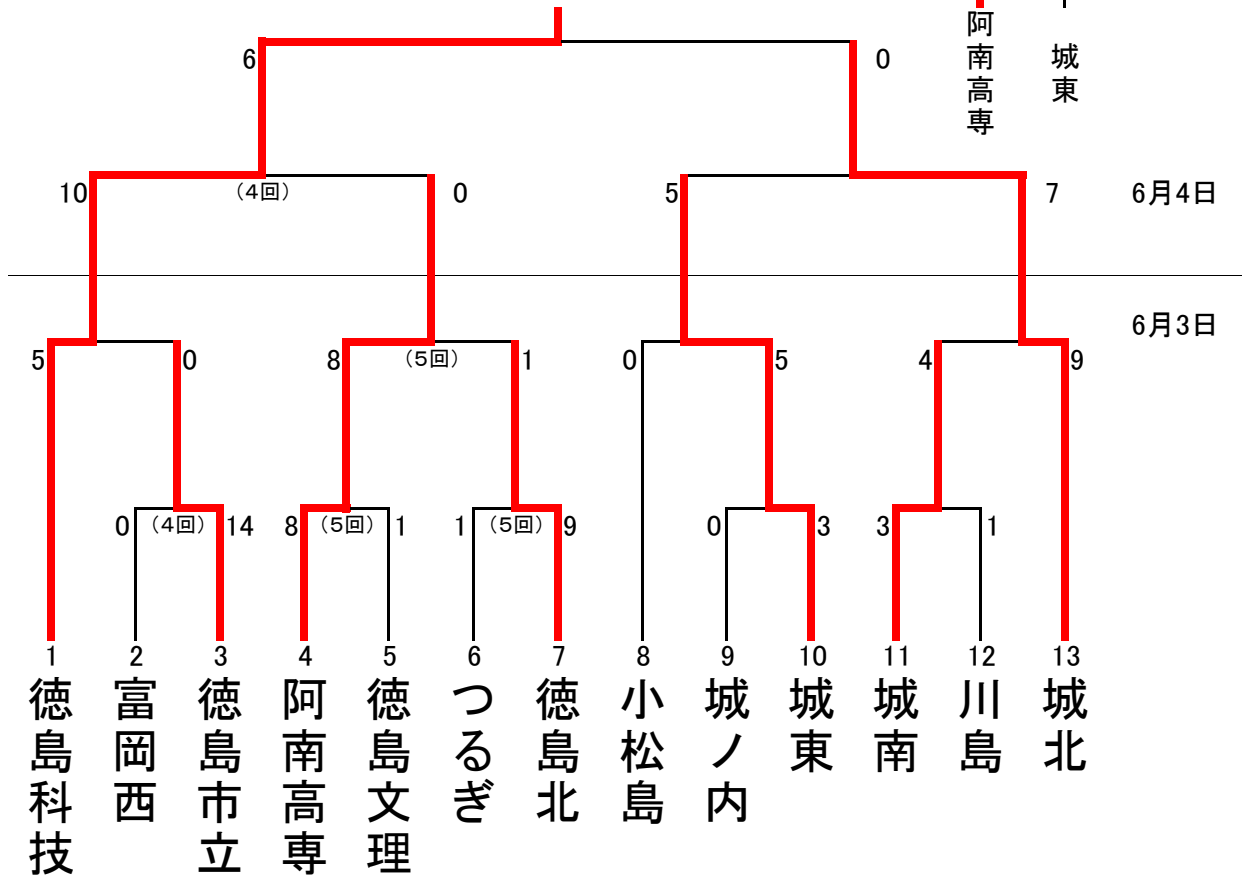 阿南高専
城東
6
0
10
（4回）
0
5
7
6月4日
6月3日
5
0
8
（5回）
1
0
5
4
9
0
（4回）
14
8
（5回）
1
1
（5回）
9
0
3
3
1
1
2
3
4
5
6
7
8
9
10
11
12
13
徳島科技
富岡西
徳島市立
阿南高専
徳島文理
つるぎ
徳島北
小松島
城ノ内
城東
城南
川島
城北